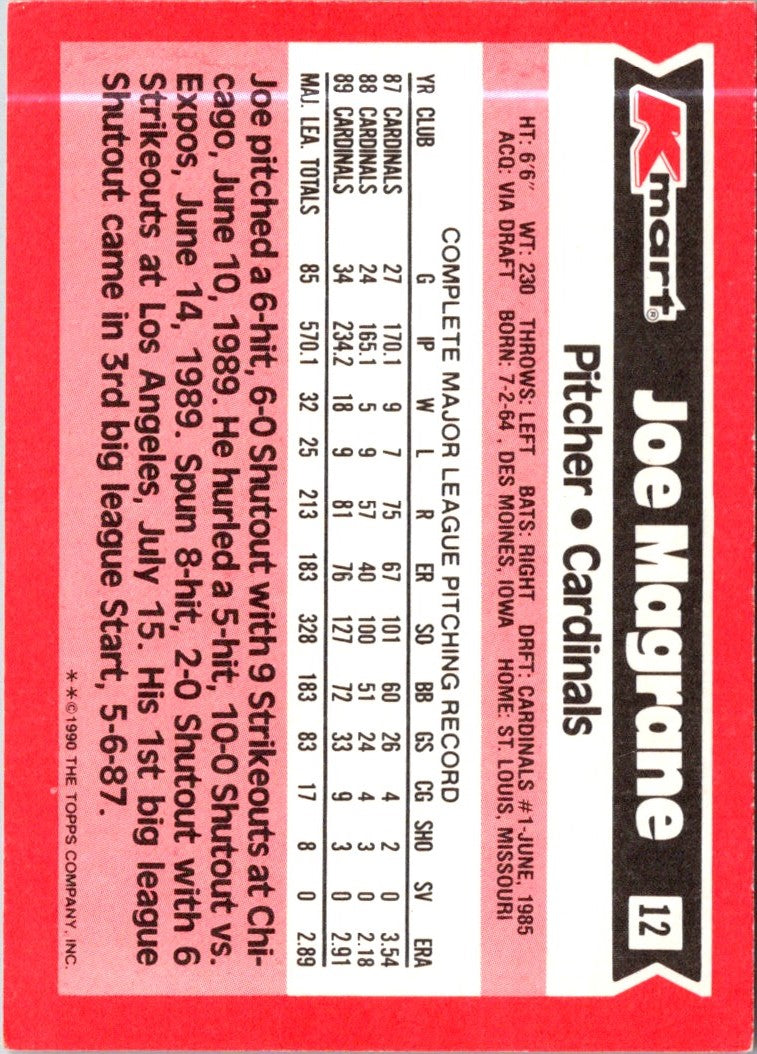 Kmart® Joe Magrane 12
Pitcher • Cardinals
HT: 6'6" WT: 230 THROWS: LEFT BATS: RIGHT DRFT: CARDINALS #1-JUNE, 1985
ACQ: VIA DRAFT BORN: 7-2-64, DES MOINES, IOWA HOME: ST. LOUIS, MISSOURI
COMPLETE MAJOR LEAGUE PITCHING RECORD
YR CLUB G IP W L R ER SO BB GS CG SHO SV ERA
87 CARDINALS 27 170.1 9 7 75 67 101 60 26 4 2 0 3.54
88 CARDINALS 24 165.1 5 9 57 40 100 51 24 4 3 0 2.18
89 CARDINALS 34 234.2 18 9 81 76 127 72 33 9 3 0 2.91
MAJ. LEA. TOTALS 85 570.1 32 25 213 183 328 183 83 17 8 0 2.89
Joe pitched a 6-hit, 6-0 Shutout with 9 Strikeouts at Chi-
cago, June 10, 1989. He hurled a 5-hit, 10-0 Shutout vs.
Expos, June 14, 1989. Spun 8-hit, 2-0 Shutout with 6
Strikeouts at Los Angeles, July 15. His 1st big league
Shutout came in 3rd big league Start, 5-6-87.
**©1990 THE TOPPS COMPANY, INC.